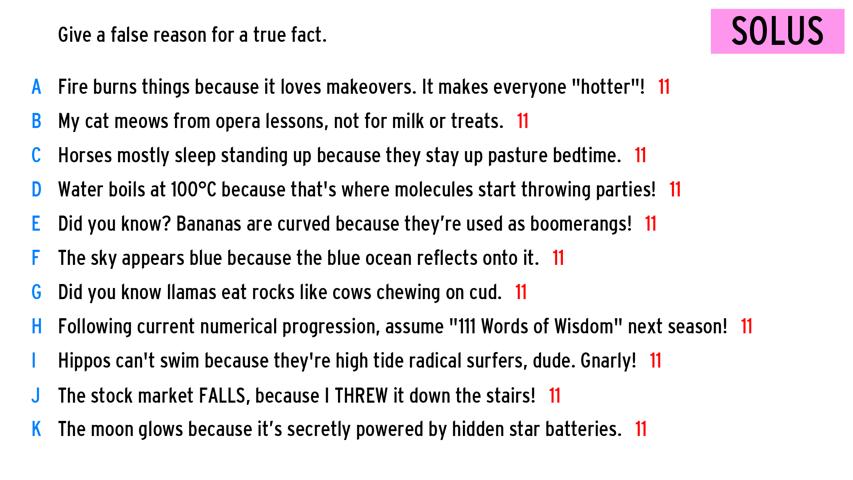 Give a false reason for a true fact.
SOLUS
A Fire burns things because it loves makeovers. It makes everyone "hotter"! 11
B My cat meows from opera lessons, not for milk or treats. 11
C Horses mostly sleep standing up because they stay up pasture bedtime. 11
D Water boils at 100°C because that's where molecules start throwing parties! 11
E Did you know? Bananas are curved because they’re used as boomerangs! 11
F The sky appears blue because the blue ocean reflects onto it. 11
G Did you know llamas eat rocks like cows chewing on cud. 11
H Following current numerical progression, assume "111 Words of Wisdom" next season! 11
I Hippos can't swim because they're high tide radical surfers, dude. Gnarly! 11
J The stock market FALLS, because I THREW it down the stairs! 11
K The moon glows because it’s secretly powered by hidden star batteries. 11